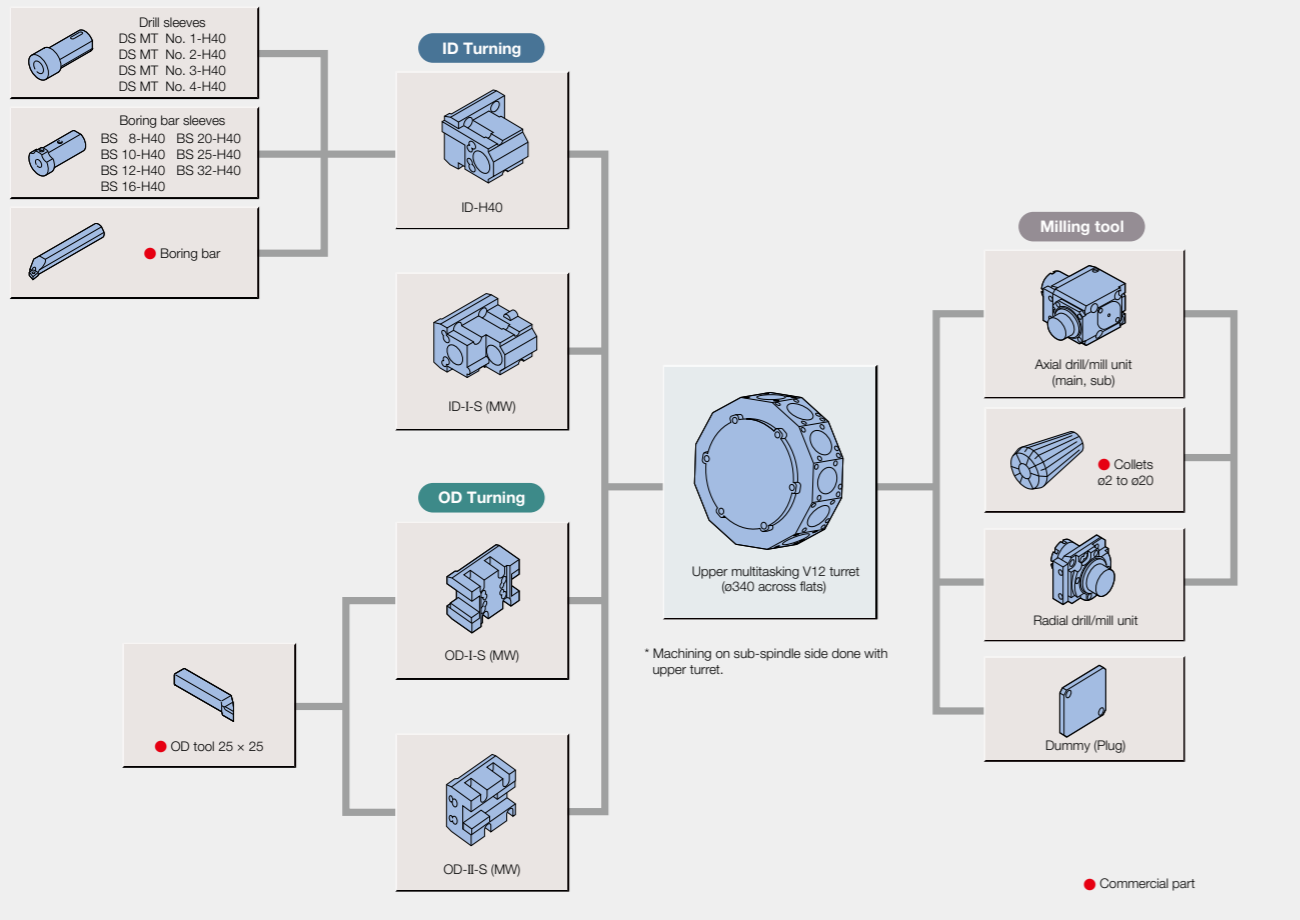 Drill sleeves
DS MT No. 1-H40
DS MT No. 2-H40
DS MT No. 3-H40
DS MT No. 4-H40
Boring bar sleeves
BS 8-H40 BS 20-H40
BS 10-H40 BS 25-H40
BS 12-H40 BS 32-H40
BS 16-H40
Boring bar
ID Turning
ID-H40
ID-I-S (MW)
OD Turning
OD-I-S (MW)
OD tool 25 × 25
OD-II-S (MW)
Upper multitasking V12 turret
(ø340 across flats)
* Machining on sub-spindle side done with
upper turret.
Milling tool
Axial drill/mill unit
(main, sub)
Collets
ø2 to ø20
Radial drill/mill unit
Dummy (Plug)
Commercial part